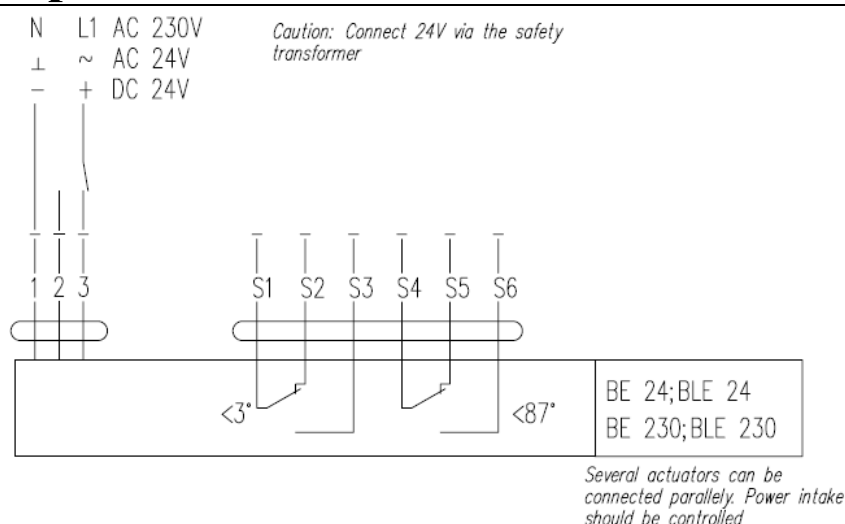 N L1 AC 230V
⊥ ~ AC 24V
− + DC 24V
Caution: Connect 24V via the safety
transformer
1 2 3 S1 S2 S3 S4 S5 S6
<3° <87°
BE 24;BLE 24
BE 230;BLE 230
Several actuators can be
connected parallely. Power intake
should be controlled